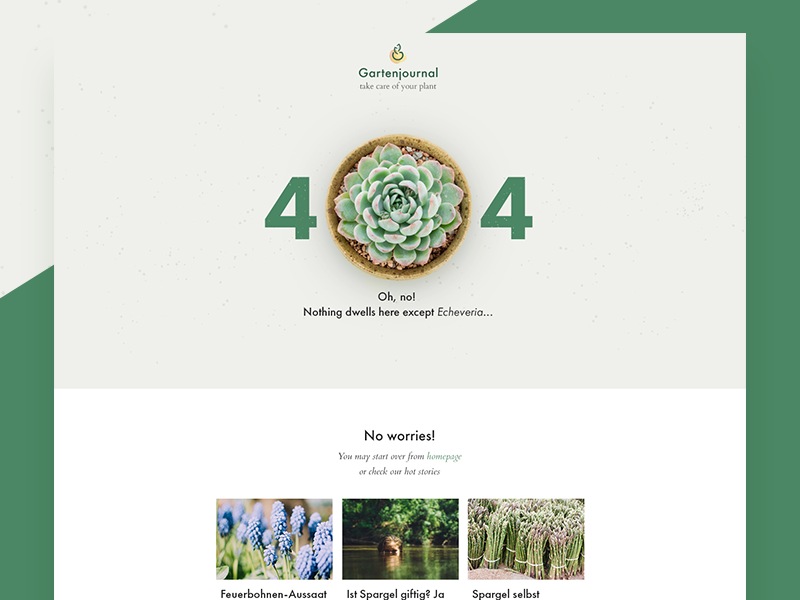 Gartenjournal
take care of your plant
4 4
Oh, no!
Nothing dwells here except Echeveria...
No worries!
You may start over from homepage
or check our hot stories
Feuerbohnen-Aussaat
Ist Spargel giftig? Ja
Spargel selbst